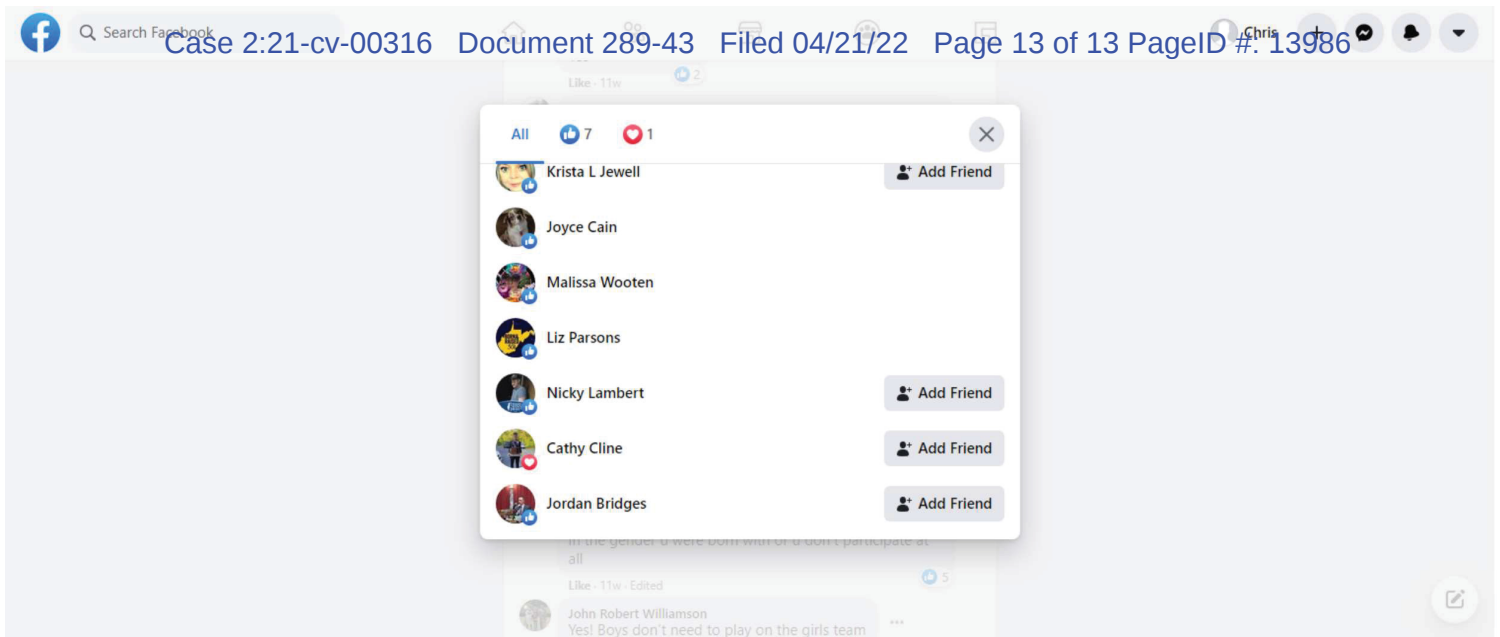 Search Facebook
Case 2:21-cv-00316 Document 289-43 Filed 04/21/22 Page 13 of 13 PageID #: 13986
Chris
Like · 11w
2
All 7 1
Krista L Jewell Add Friend
Joyce Cain
Malissa Wooten
Liz Parsons
Nicky Lambert Add Friend
Cathy Cline Add Friend
Jordan Bridges Add Friend
in the gender u were born with or u don't participate at
all
5
Like · 11w · Edited
John Robert Williamson
Yes! Boys don't need to play on the girls team